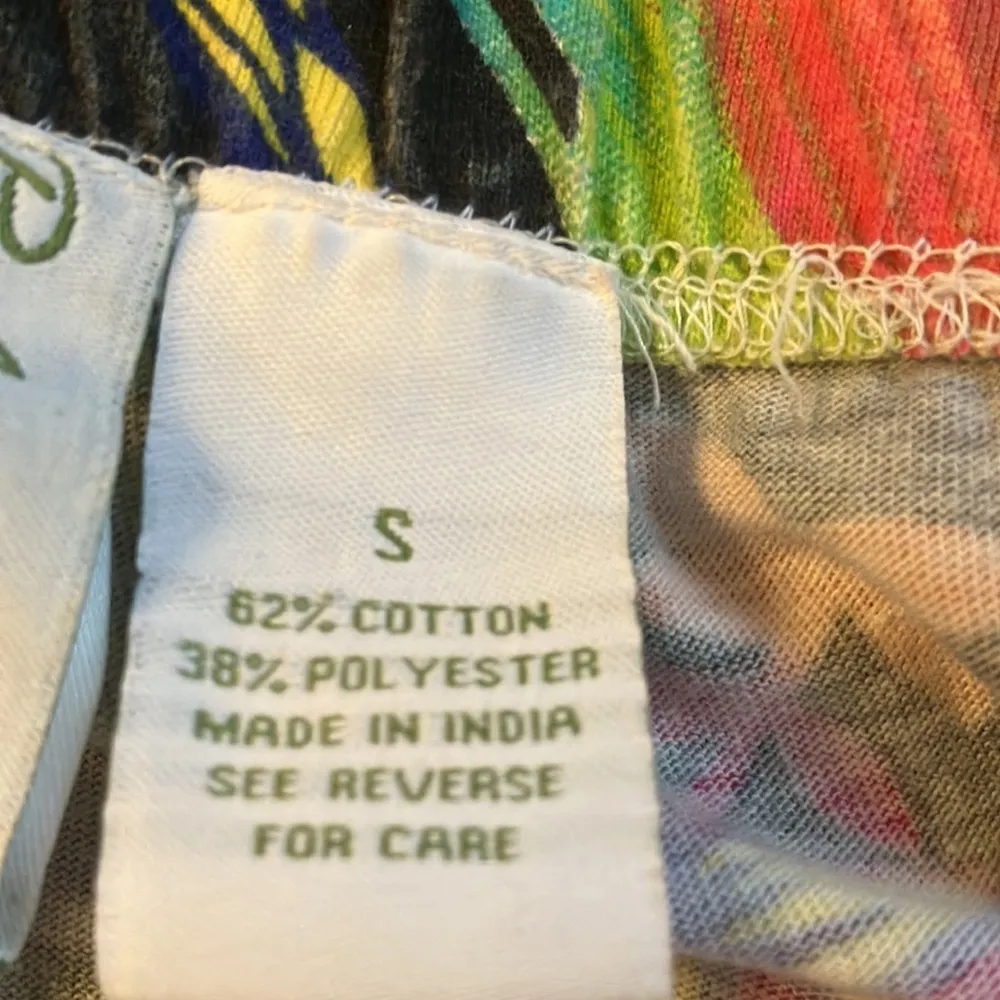 S
62% COTTON
38% POLYESTER
MADE IN INDIA
SEE REVERSE
FOR CARE